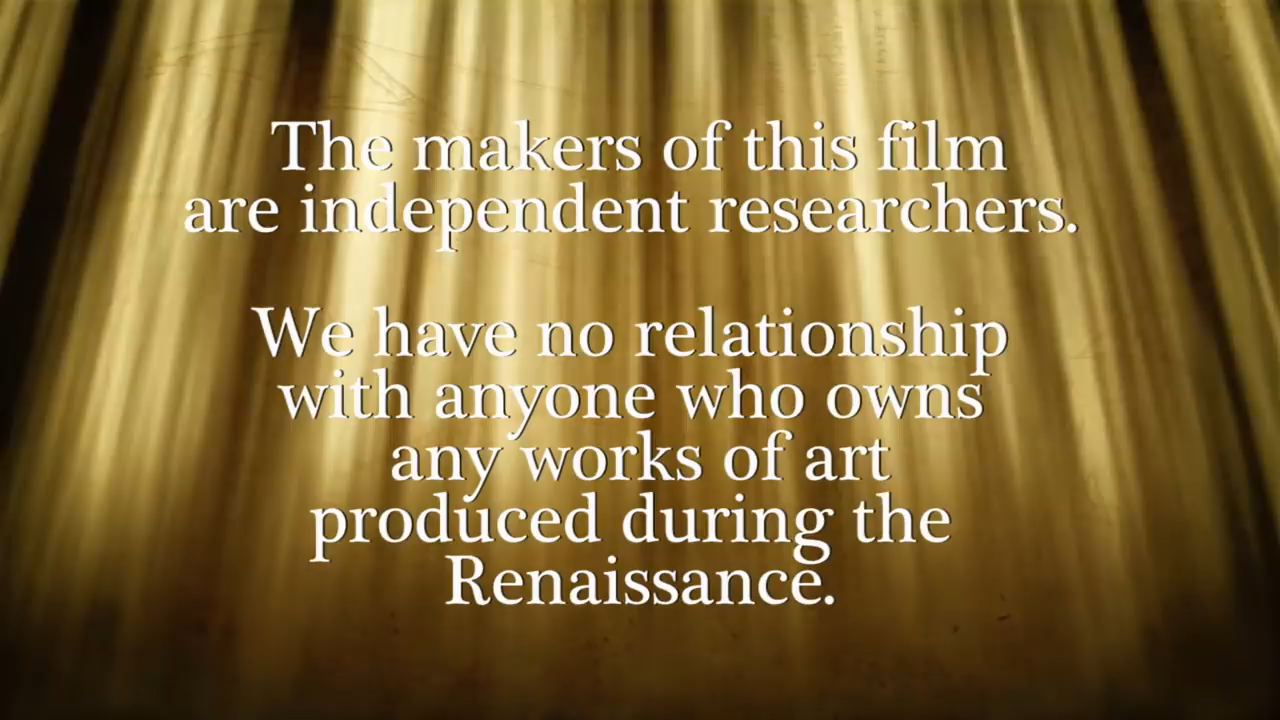 The makers of this film
are independent researchers.
We have no relationship
with anyone who owns
any works of art
produced during the
Renaissance.